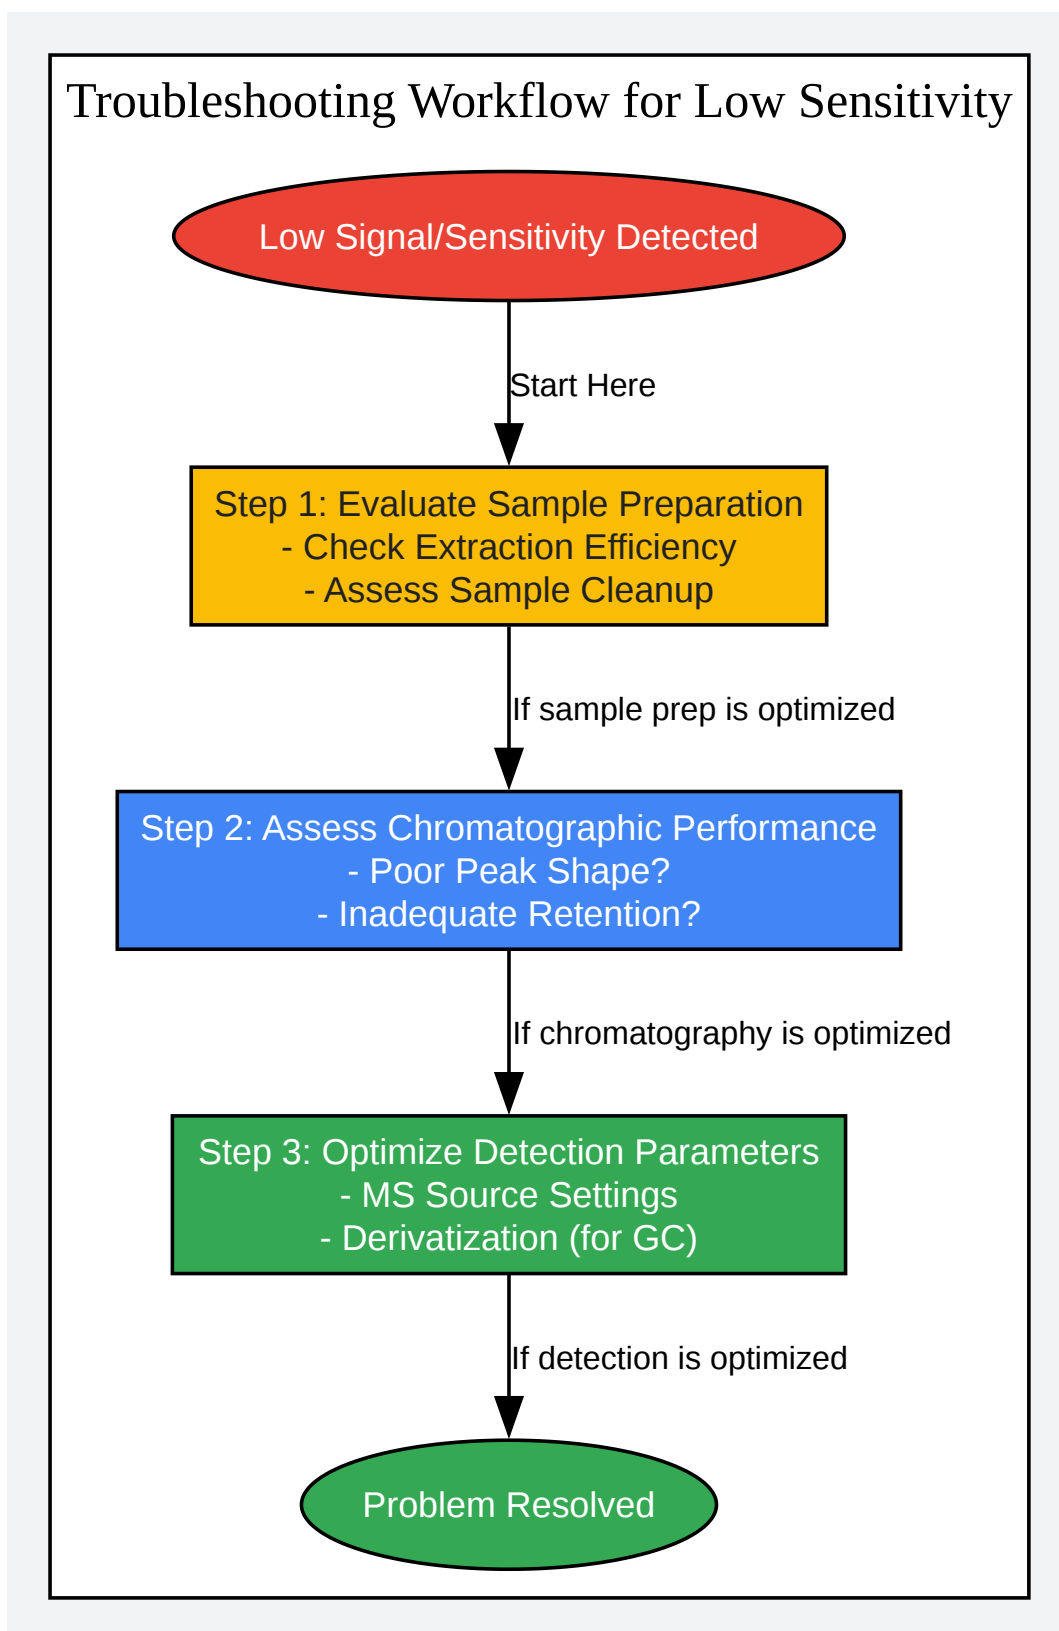 Troubleshooting Workflow for Low Sensitivity
Low Signal/Sensitivity Detected
Start Here
Step 1: Evaluate Sample Preparation
- Check Extraction Efficiency
- Assess Sample Cleanup
If sample prep is optimized
Step 2: Assess Chromatographic Performance
- Poor Peak Shape?
- Inadequate Retention?
If chromatography is optimized
Step 3: Optimize Detection Parameters
- MS Source Settings
- Derivatization (for GC)
If detection is optimized
Problem Resolved